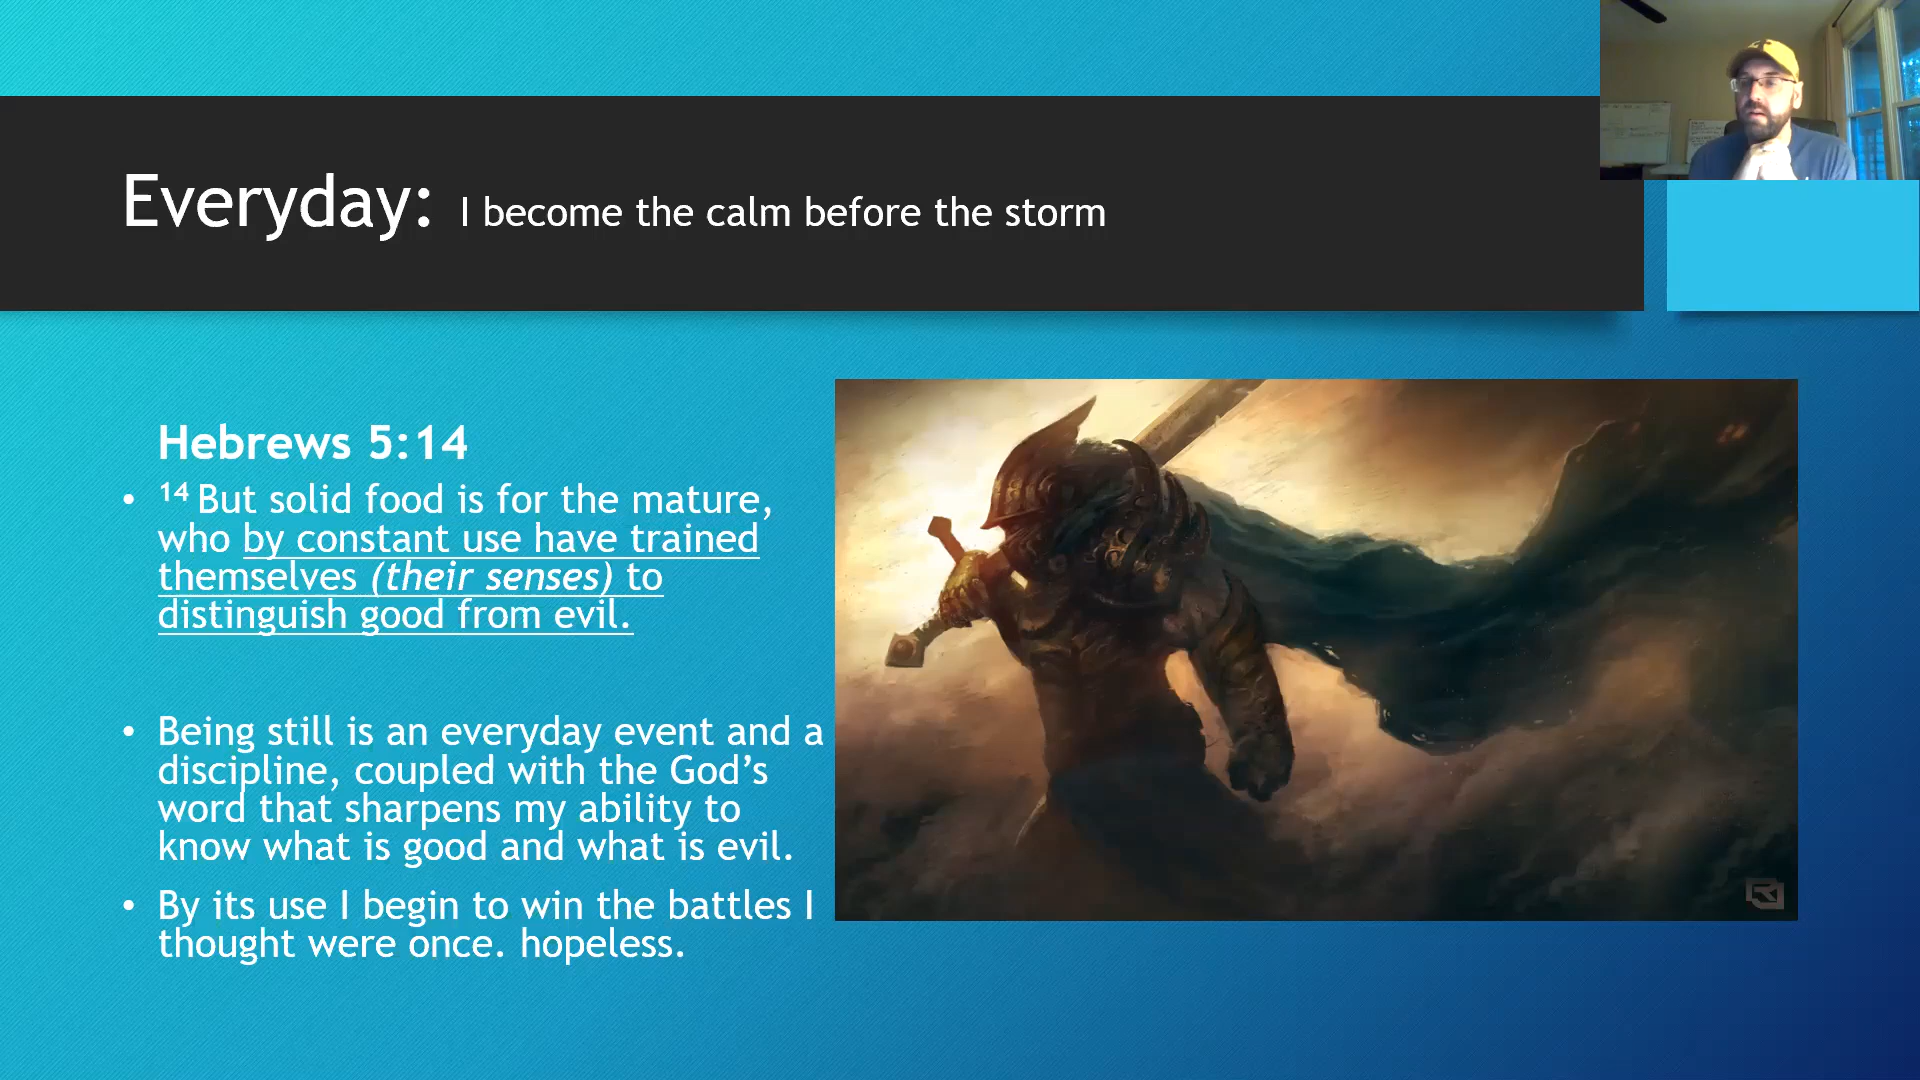 Everyday: I become the calm before the storm
Hebrews 5:14
• ¹⁴ But solid food is for the mature,
who by constant use have trained
themselves (their senses) to
distinguish good from evil.
• Being still is an everyday event and a
discipline, coupled with the God’s
word that sharpens my ability to
know what is good and what is evil.
• By its use I begin to win the battles I
thought were once. hopeless.